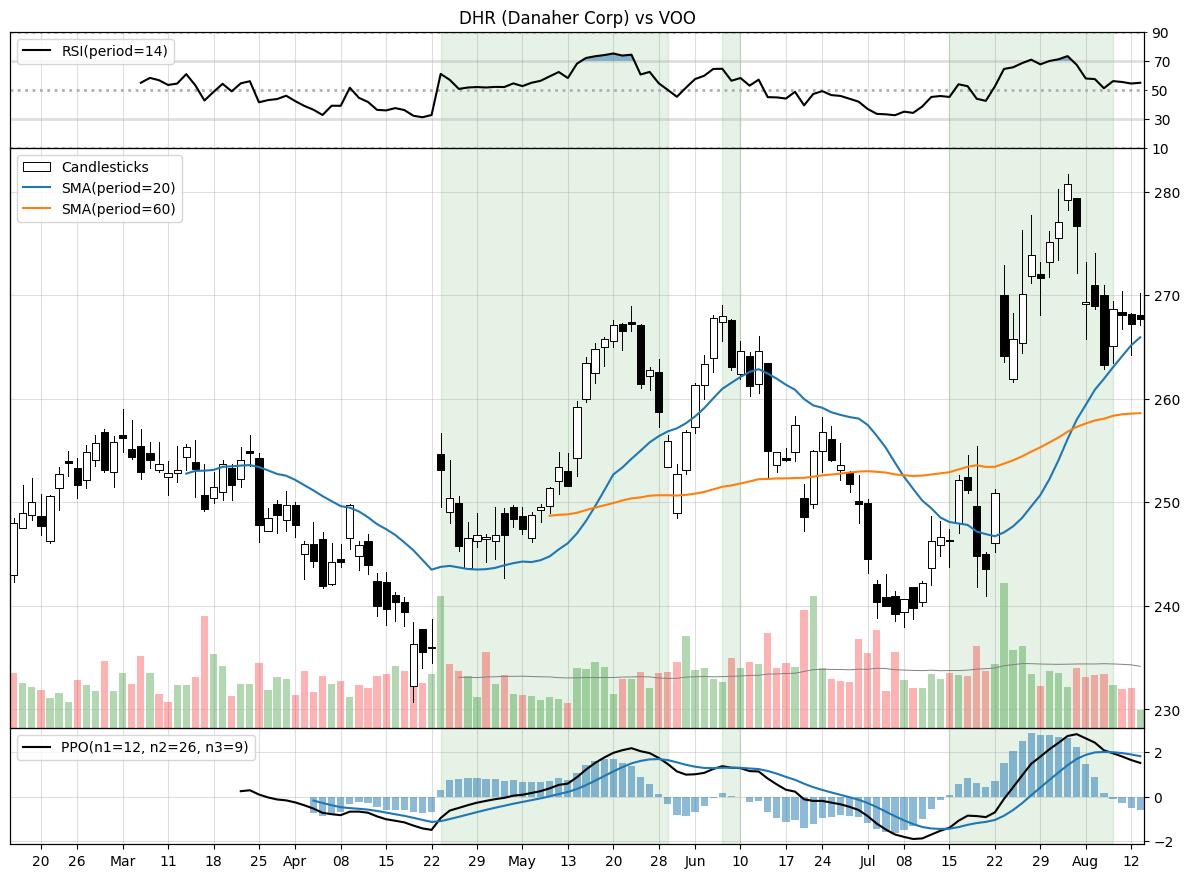 DHR (Danaher Corp) vs VOO
RSI(period=14)
90
70
50
30
10
Candlesticks
SMA(period=20)
SMA(period=60)
280
270
260
250
240
230
PPO(n1=12, n2=26, n3=9)
2
0
−2
20 26 Mar 11 18 25 Apr 08 15 22 29 May 13 20 28 Jun 10 17 24 Jul 08 15 22 29 Aug 12